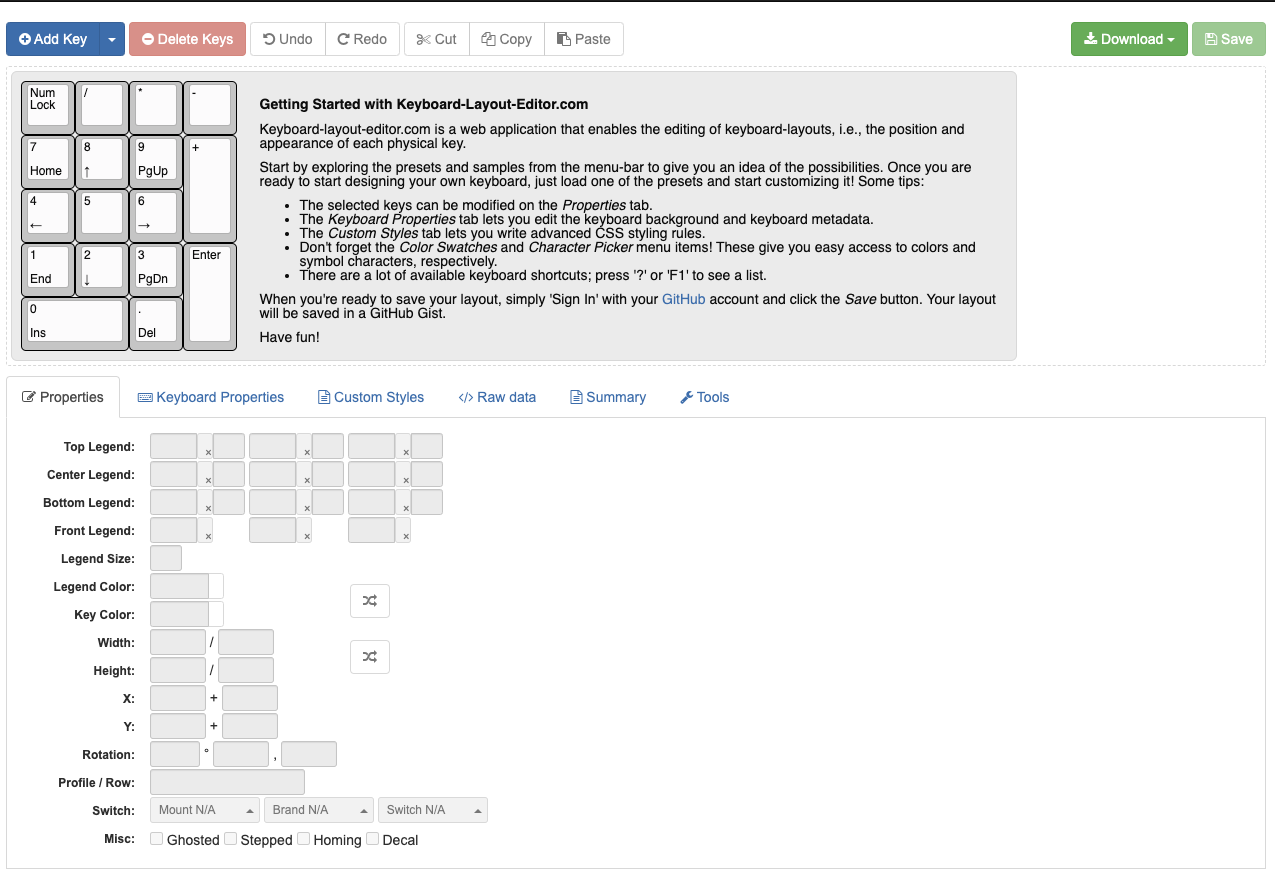 Add Key Delete Keys Undo Redo Cut Copy Paste Download Save
Num Lock / * -
7 Home 8 ↑ 9 PgUp +
4 ← 5 6 →
1 End 2 ↓ 3 PgDn Enter
0 Ins . Del
Getting Started with Keyboard-Layout-Editor.com
Keyboard-layout-editor.com is a web application that enables the editing of keyboard-layouts, i.e., the position and
appearance of each physical key.
Start by exploring the presets and samples from the menu-bar to give you an idea of the possibilities. Once you are
ready to start designing your own keyboard, just load one of the presets and start customizing it! Some tips:
• The selected keys can be modified on the Properties tab.
• The Keyboard Properties tab lets you edit the keyboard background and keyboard metadata.
• The Custom Styles tab lets you write advanced CSS styling rules.
• Don't forget the Color Swatches and Character Picker menu items! These give you easy access to colors and
symbol characters, respectively.
• There are a lot of available keyboard shortcuts; press '?' or 'F1' to see a list.
When you're ready to save your layout, simply 'Sign In' with your GitHub account and click the Save button. Your layout
will be saved in a GitHub Gist.
Have fun!
Properties Keyboard Properties Custom Styles </> Raw data Summary Tools
Top Legend: x x x
Center Legend: x x x
Bottom Legend: x x x
Front Legend: x x x
Legend Size:
Legend Color:
Key Color:
Width: /
Height: /
X: +
Y: +
Rotation: ° ,
Profile / Row:
Switch: Mount N/A Brand N/A Switch N/A
Misc: Ghosted Stepped Homing Decal